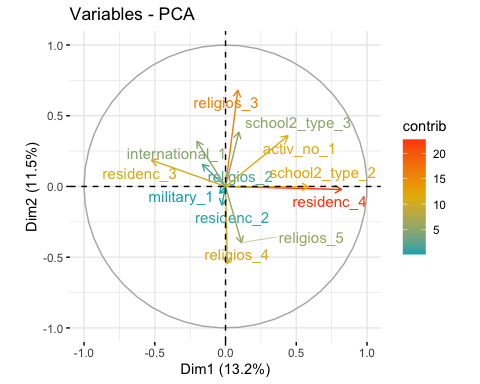 Variables - PCA
1.0
0.5
0.0
-0.5
-1.0
Dim2 (11.5%)
religios_3
school2_type_3
activ_no_1
international_1
residenc_3
religios_2
school2_type_2
military_1
residenc_4
residenc_2
religios_5
religios_4
-1.0 -0.5 0.0 0.5 1.0
Dim1 (13.2%)
contrib
20
15
10
5